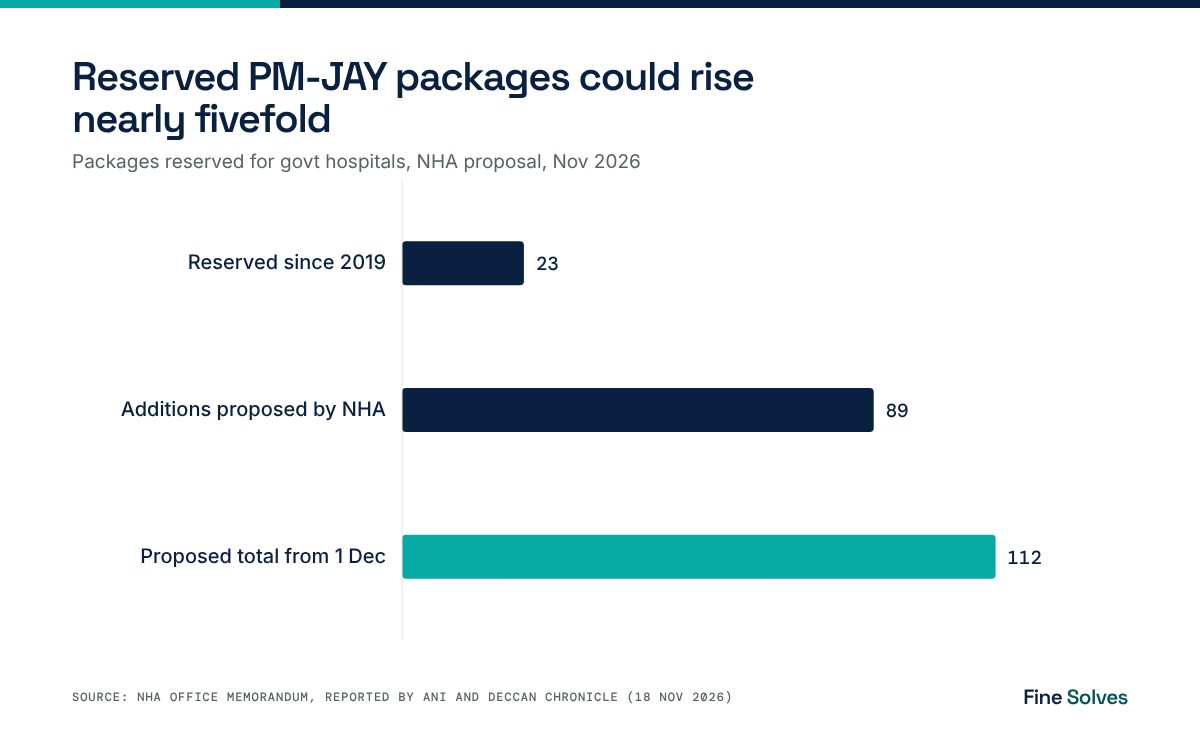 Reserved PM-JAY packages could rise
nearly fivefold
Packages reserved for govt hospitals, NHA proposal, Nov 2026
Reserved since 2019
23
Additions proposed by NHA
89
Proposed total from 1 Dec
112
SOURCE: NHA OFFICE MEMORANDUM, REPORTED BY ANI AND DECCAN CHRONICLE (18 NOV 2026)
Fine Solves